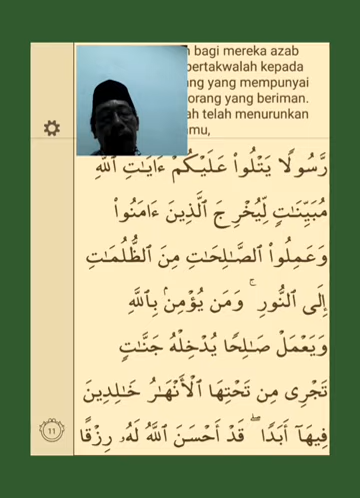 bagi mereka azab
bertakwalah kepada
ang yang mempunyai
orang yang beriman.
ah telah menurunkan
mu,
رَّسُولًا يَتْلُوا۟ عَلَيْكُمْ ءَايَـٰتِ ٱللَّهِ
مُبَيِّنَـٰتٍ لِّيُخْرِجَ ٱلَّذِينَ ءَامَنُوا۟
وَعَمِلُوا۟ ٱلصَّـٰلِحَـٰتِ مِنَ ٱلظُّلُمَـٰتِ
إِلَى ٱلنُّورِ ۚ وَمَن يُؤْمِنۢ بِٱللَّهِ
وَيَعْمَلْ صَـٰلِحًا يُدْخِلْهُ جَنَّـٰتٍ
تَجْرِى مِن تَحْتِهَا ٱلْأَنْهَـٰرُ خَـٰلِدِينَ
فِيهَآ أَبَدًا ۖ قَدْ أَحْسَنَ ٱللَّهُ لَهُۥ رِزْقًا
11